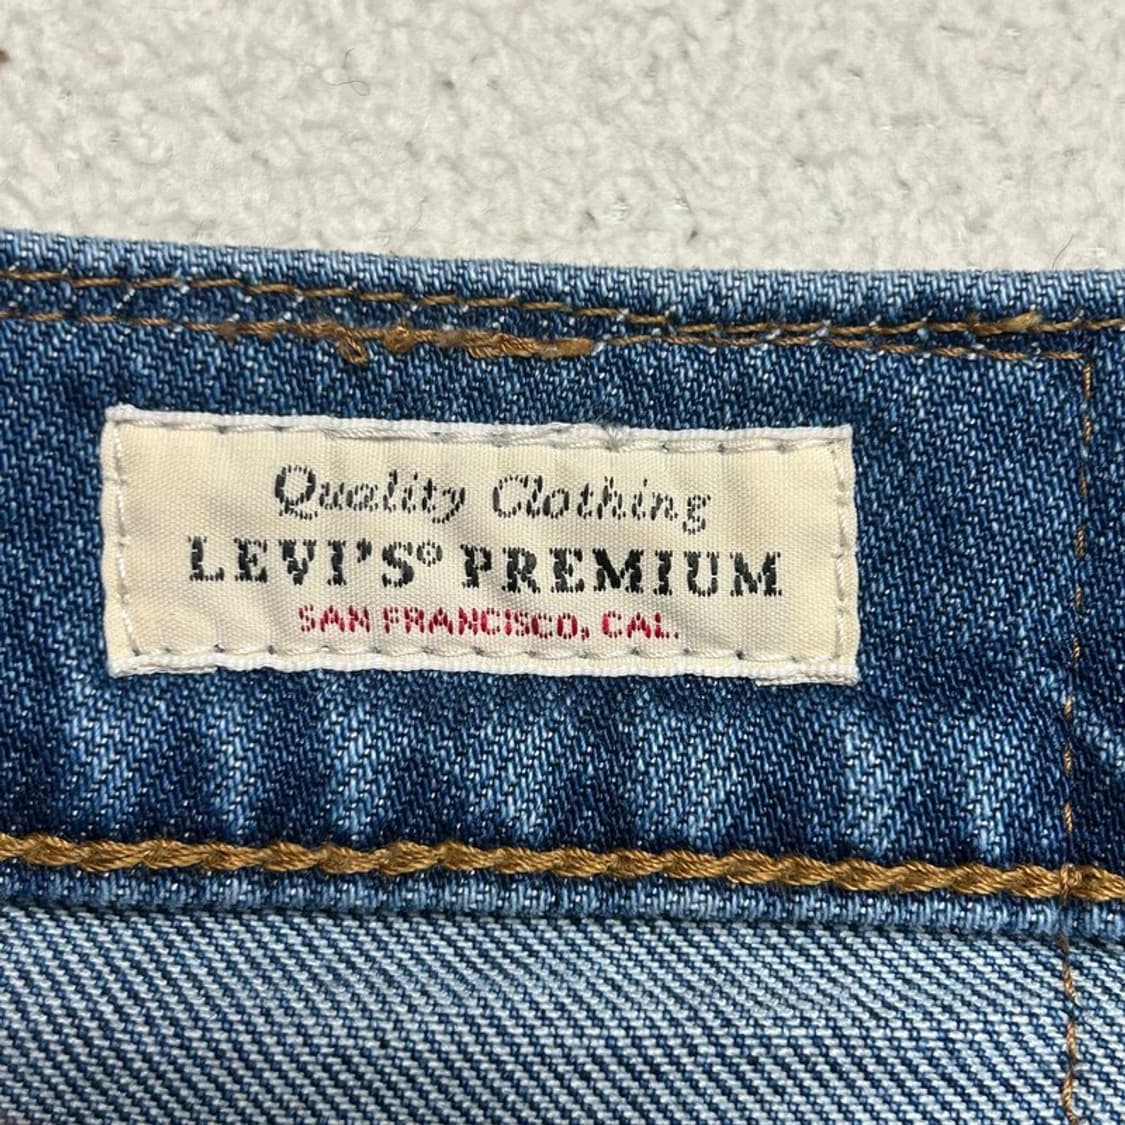 Quality Clothing
LEVI'S® PREMIUM
SAN FRANCISCO, CAL.